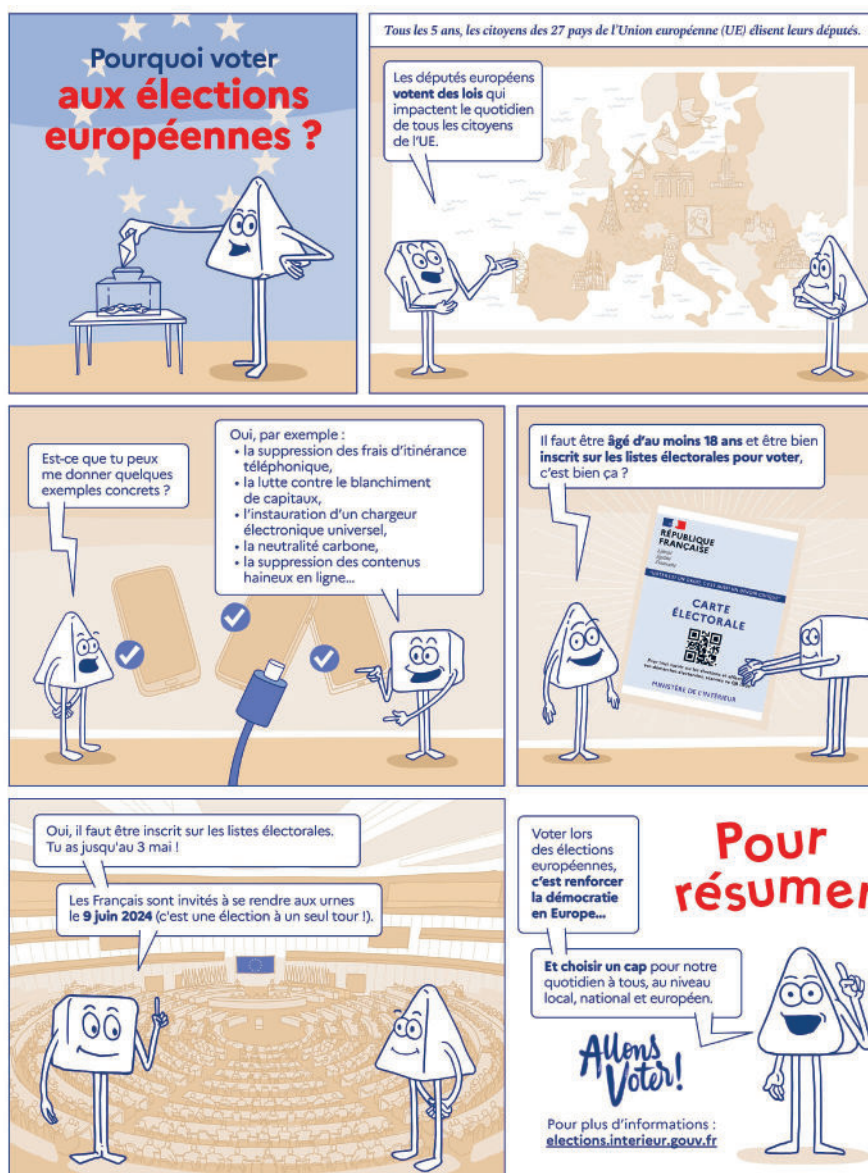 Pourquoi voter
aux élections
européennes ?
Tous les 5 ans, les citoyens des 27 pays de l'Union européenne (UE) élisent leurs députés.
Les députés européens
votent des lois qui
impactent le quotidien
de tous les citoyens
de l'UE.
Est-ce que tu peux
me donner quelques
exemples concrets ?
Oui, par exemple :
• la suppression des frais d'itinérance
téléphonique,
• la lutte contre le blanchiment
de capitaux,
• l'instauration d'un chargeur
électronique universel,
• la neutralité carbone,
• la suppression des contenus
haineux en ligne...
Il faut être âgé d'au moins 18 ans et être bien
inscrit sur les listes électorales pour voter,
c'est bien ça ?
RÉPUBLIQUE
FRANÇAISE
Liberté
Égalité
Fraternité
CARTE
ÉLECTORALE
MINISTÈRE DE L'INTÉRIEUR
Oui, il faut être inscrit sur les listes électorales.
Tu as jusqu'au 3 mai !
Les Français sont invités à se rendre aux urnes
le 9 juin 2024 (c'est une élection à un seul tour !).
Voter lors
des élections
européennes,
c'est renforcer
la démocratie
en Europe...
Pour
résumer
Et choisir un cap pour notre
quotidien à tous, au niveau
local, national et européen.
Allons
Voter!
Pour plus d'informations :
elections.interieur.gouv.fr